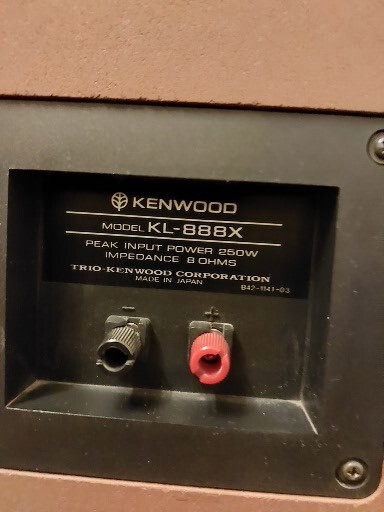 KENWOOD
MODEL KL-888X
PEAK INPUT POWER 250W
IMPEDANCE 8 OHMS
TRIO-KENWOOD CORPORATION
MADE IN JAPAN
B42-1141-03
- +